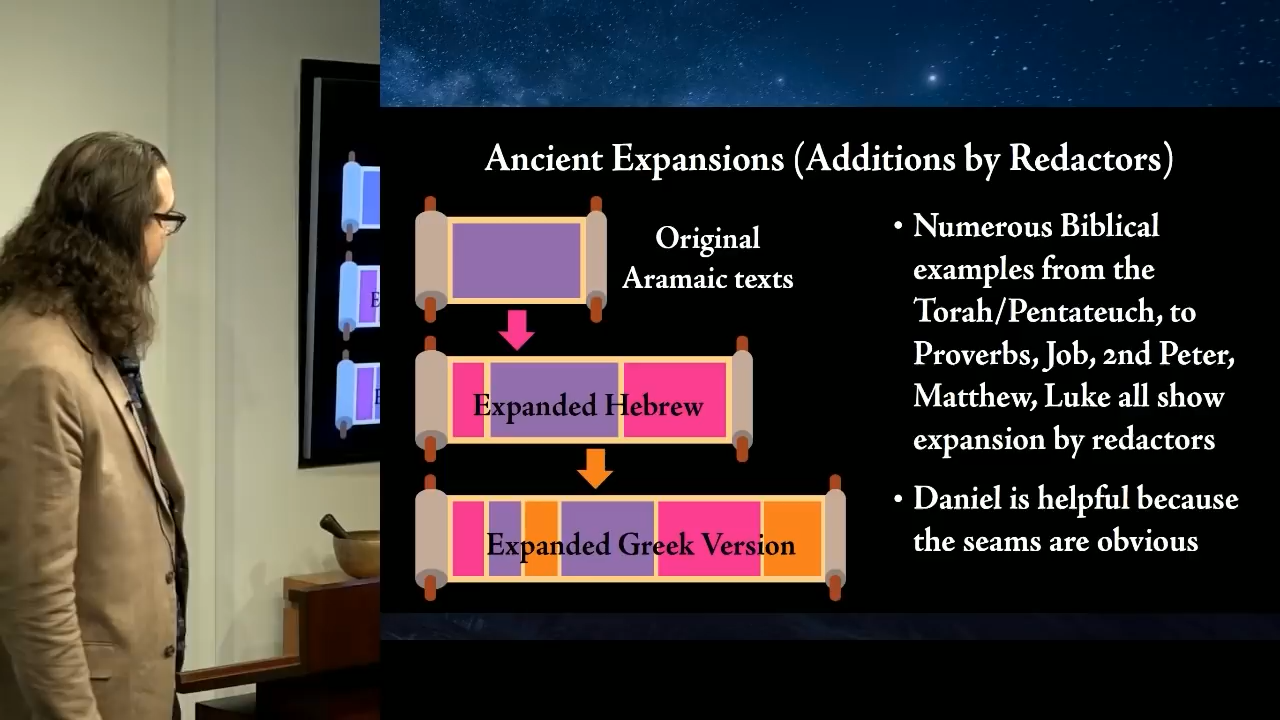 Ancient Expansions (Additions by Redactors)
Original
Aramaic texts
Expanded Hebrew
Expanded Greek Version
• Numerous Biblical
examples from the
Torah/Pentateuch, to
Proverbs, Job, 2nd Peter,
Matthew, Luke all show
expansion by redactors
• Daniel is helpful because
the seams are obvious
E
E